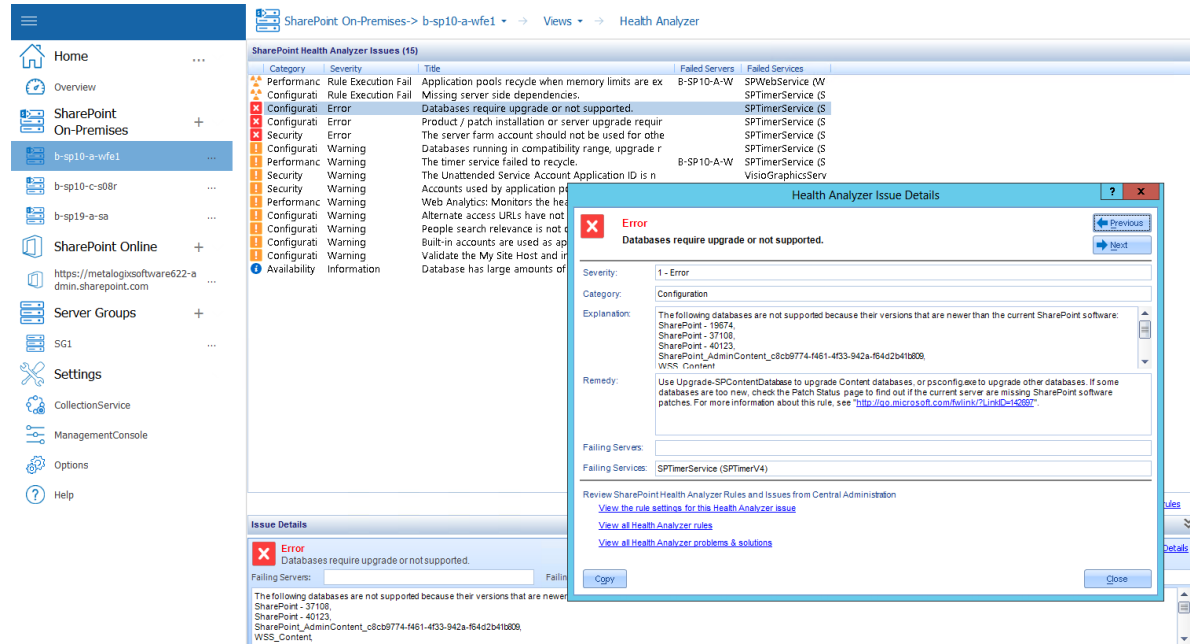 SharePoint On-Premises-> b-sp10-a-wfe1 Views Health Analyzer
Home
Overview
SharePoint
On-Premises
b-sp10-a-wfe1
b-sp10-c-s08r
b-sp19-a-sa
SharePoint Online
https://metalogixsoftware622-a
dmin.sharepoint.com
Server Groups
SG1
Settings
CollectionService
ManagementConsole
Options
Help
SharePoint Health Analyzer Issues (15)
Category Severity Title Failed Servers Failed Services
Performanc Rule Execution Fail Application pools recycle when memory limits are ex B-SP10-A-W SPWebService (W
Configurati Rule Execution Fail Missing server side dependencies. SPTimerService (S
Configurati Error Databases require upgrade or not supported. SPTimerService (S
Configurati Error Product / patch installation or server upgrade requir SPTimerService (S
Security Error The server farm account should not be used for othe SPTimerService (S
Configurati Warning Databases running in compatibility range, upgrade r SPTimerService (S
Performanc Warning The timer service failed to recycle. B-SP10-A-W SPTimerService (S
Security Warning The Unattended Service Account Application ID is n VisioGraphicsServ
Security Warning Accounts used by application po
Performanc Warning Web Analytics: Monitors the hea
Configurati Warning Alternate access URLs have not
Configurati Warning People search relevance is not
Configurati Warning Built-in accounts are used as ap
Configurati Warning Validate the My Site Host and in
Availability Information Database has large amounts of
Health Analyzer Issue Details
? x
Error
Databases require upgrade or not supported.
Previous
Next
Severity: 1 - Error
Category: Configuration
Explanation: The following databases are not supported because their versions that are newer than the current SharePoint software:
SharePoint - 19674,
SharePoint - 37108,
SharePoint - 40123,
SharePoint_AdminContent_c8cb9774-f461-4f33-942a-f64d2b41b809,
WSS_Content
Remedy: Use Upgrade-SPContentDatabase to upgrade Content databases, or psconfig.exe to upgrade other databases. If some
databases are too new, check the Patch Status page to find out if the current server are missing SharePoint software
patches. For more information about this rule, see "http://go.microsoft.com/fwlink/?LinkID=142697".
Failing Servers:
Failing Services: SPTimerService (SPTimerV4)
Review SharePoint Health Analyzer Rules and Issues from Central Administration
View the rule settings for this Health Analyzer issue
View all Health Analyzer rules
View all Health Analyzer problems & solutions
Copy Close
ules
Issue Details
Details
Error
Databases require upgrade or not supported.
Failing Servers: Failin
The following databases are not supported because their versions that are newer
SharePoint - 37108,
SharePoint - 40123,
SharePoint_AdminContent_c8cb9774-f461-4f33-942a-f64d2b41b809,
WSS_Content,